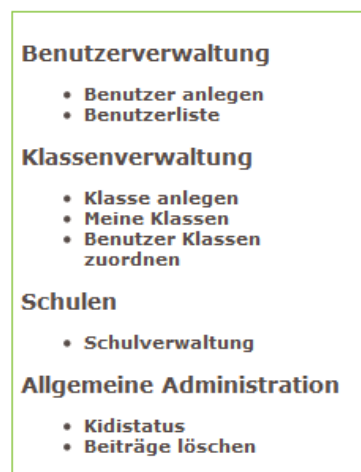 Benutzerverwaltung
• Benutzer anlegen
• Benutzerliste
Klassenverwaltung
• Klasse anlegen
• Meine Klassen
• Benutzer Klassen
zuordnen
Schulen
• Schulverwaltung
Allgemeine Administration
• Kidistatus
• Beiträge löschen